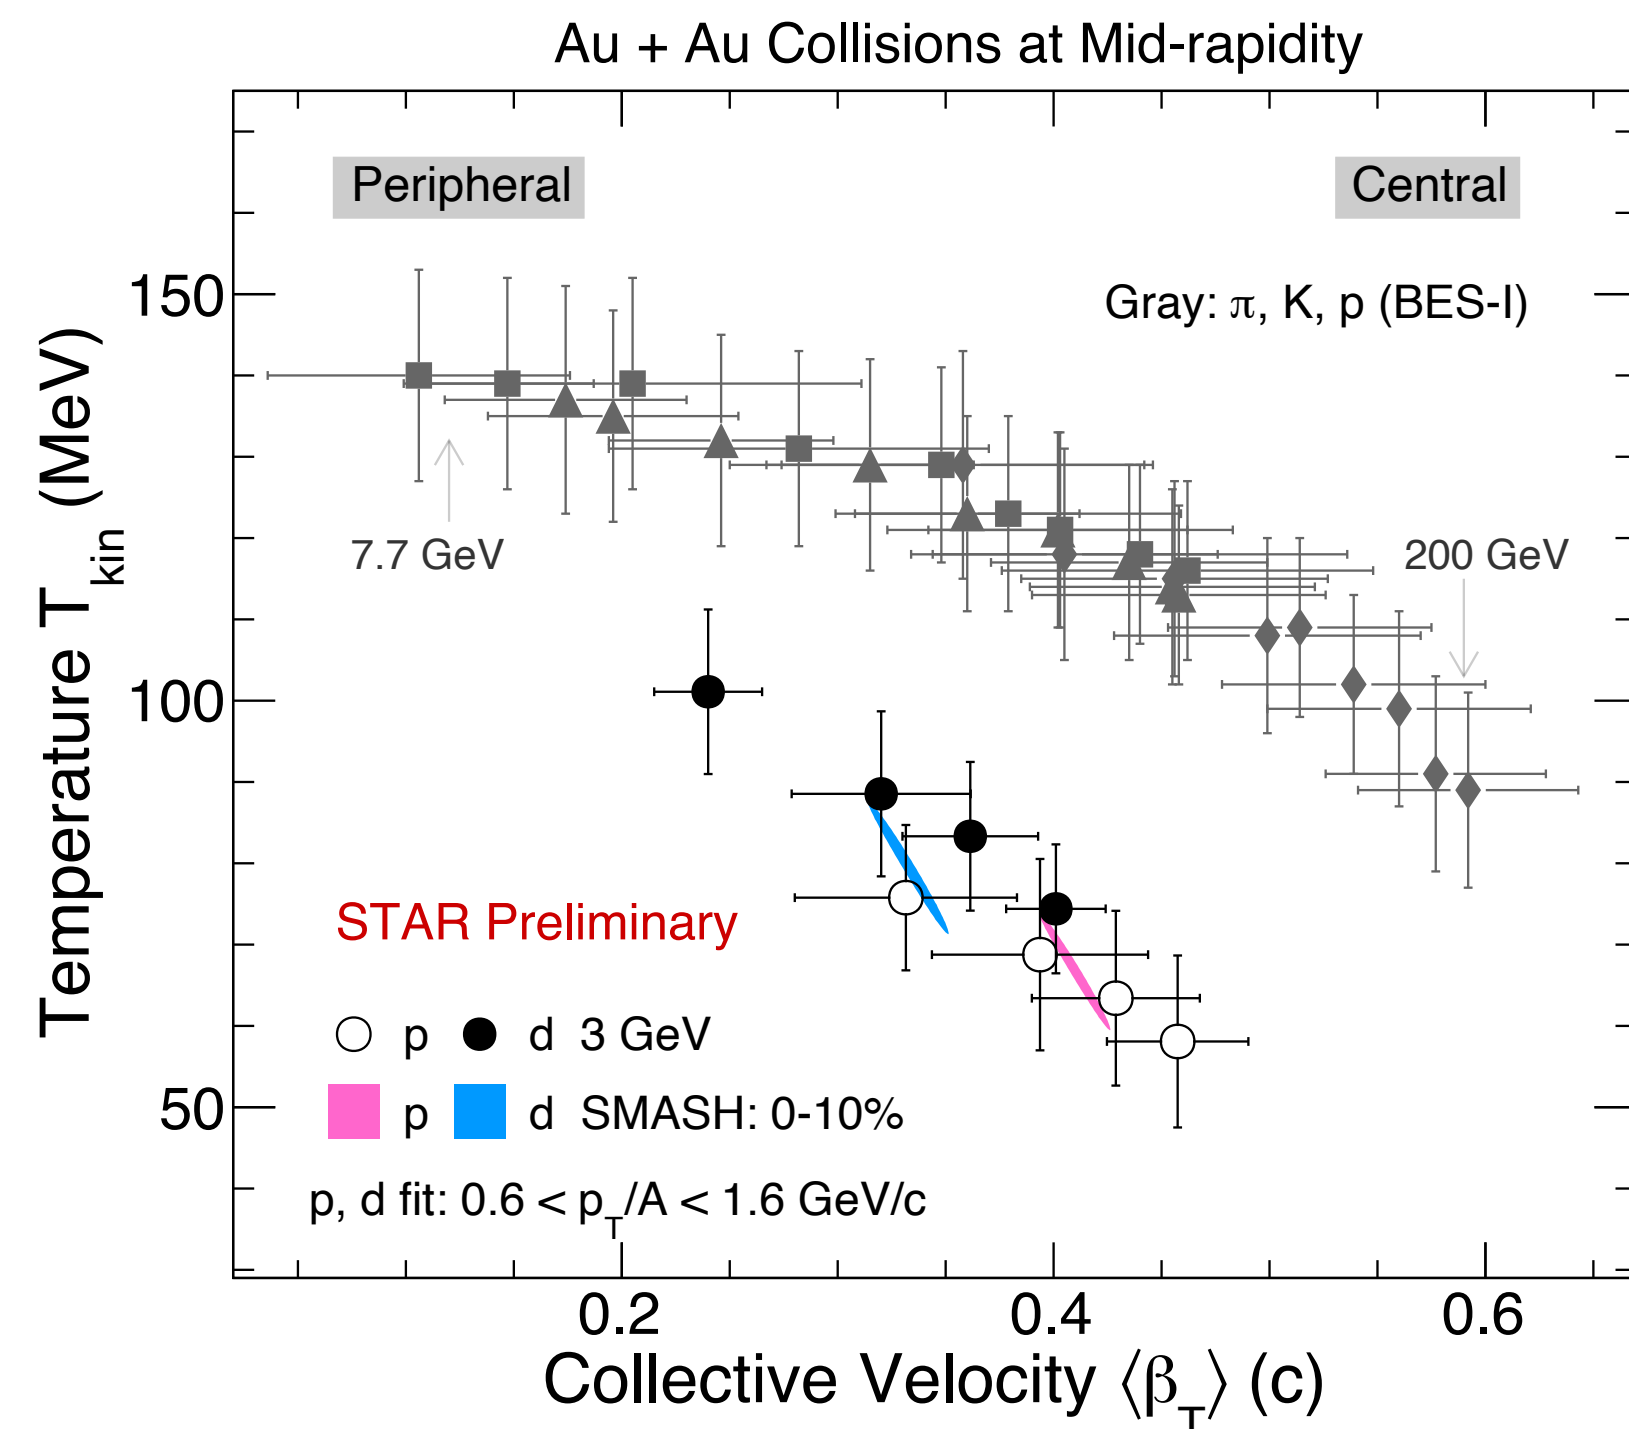 Au + Au Collisions at Mid-rapidity
Peripheral
Central
150
Gray: π, K, p (BES-I)
7.7 GeV
200 GeV
Temperature T_kin (MeV)
100
STAR Preliminary
p d 3 GeV
50
p d SMASH: 0-10%
p, d fit: 0.6 < p_T/A < 1.6 GeV/c
0.2 0.4 0.6
Collective Velocity ⟨β_T⟩ (c)